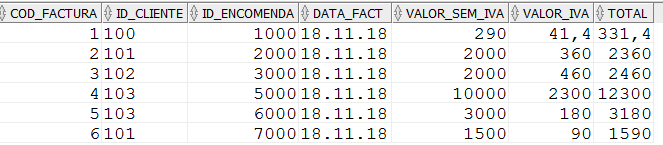 COD_FACTURA ID_CLIENTE ID_ENCOMENDA DATA_FACT VALOR_SEM_IVA VALOR_IVA TOTAL
1 100 1000 18.11.18 290 41,4 331,4
2 101 2000 18.11.18 2000 360 2360
3 102 3000 18.11.18 2000 460 2460
4 103 5000 18.11.18 10000 2300 12300
5 103 6000 18.11.18 3000 180 3180
6 101 7000 18.11.18 1500 90 1590